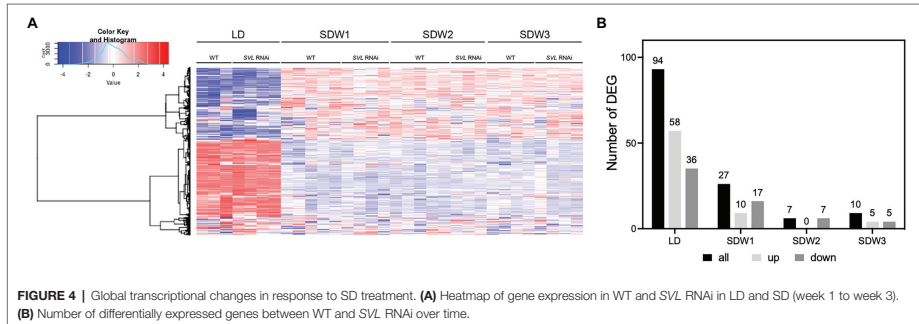 A
Color Key
and Histogram
Count
0 3000
-4 -2 0 2 4
Value
LD SDW1 SDW2 SDW3
WT SVL RNAi WT SVL RNAi WT SVL RNAi WT SVL RNAi
B
Number of DEG
100
50
0
94
58
36
27
10
17
7
0
7
10
5
5
LD SDW1 SDW2 SDW3
all up down
FIGURE 4 | Global transcriptional changes in response to SD treatment. (A) Heatmap of gene expression in WT and SVL RNAi in LD and SD (week 1 to week 3).
(B) Number of differentially expressed genes between WT and SVL RNAi over time.